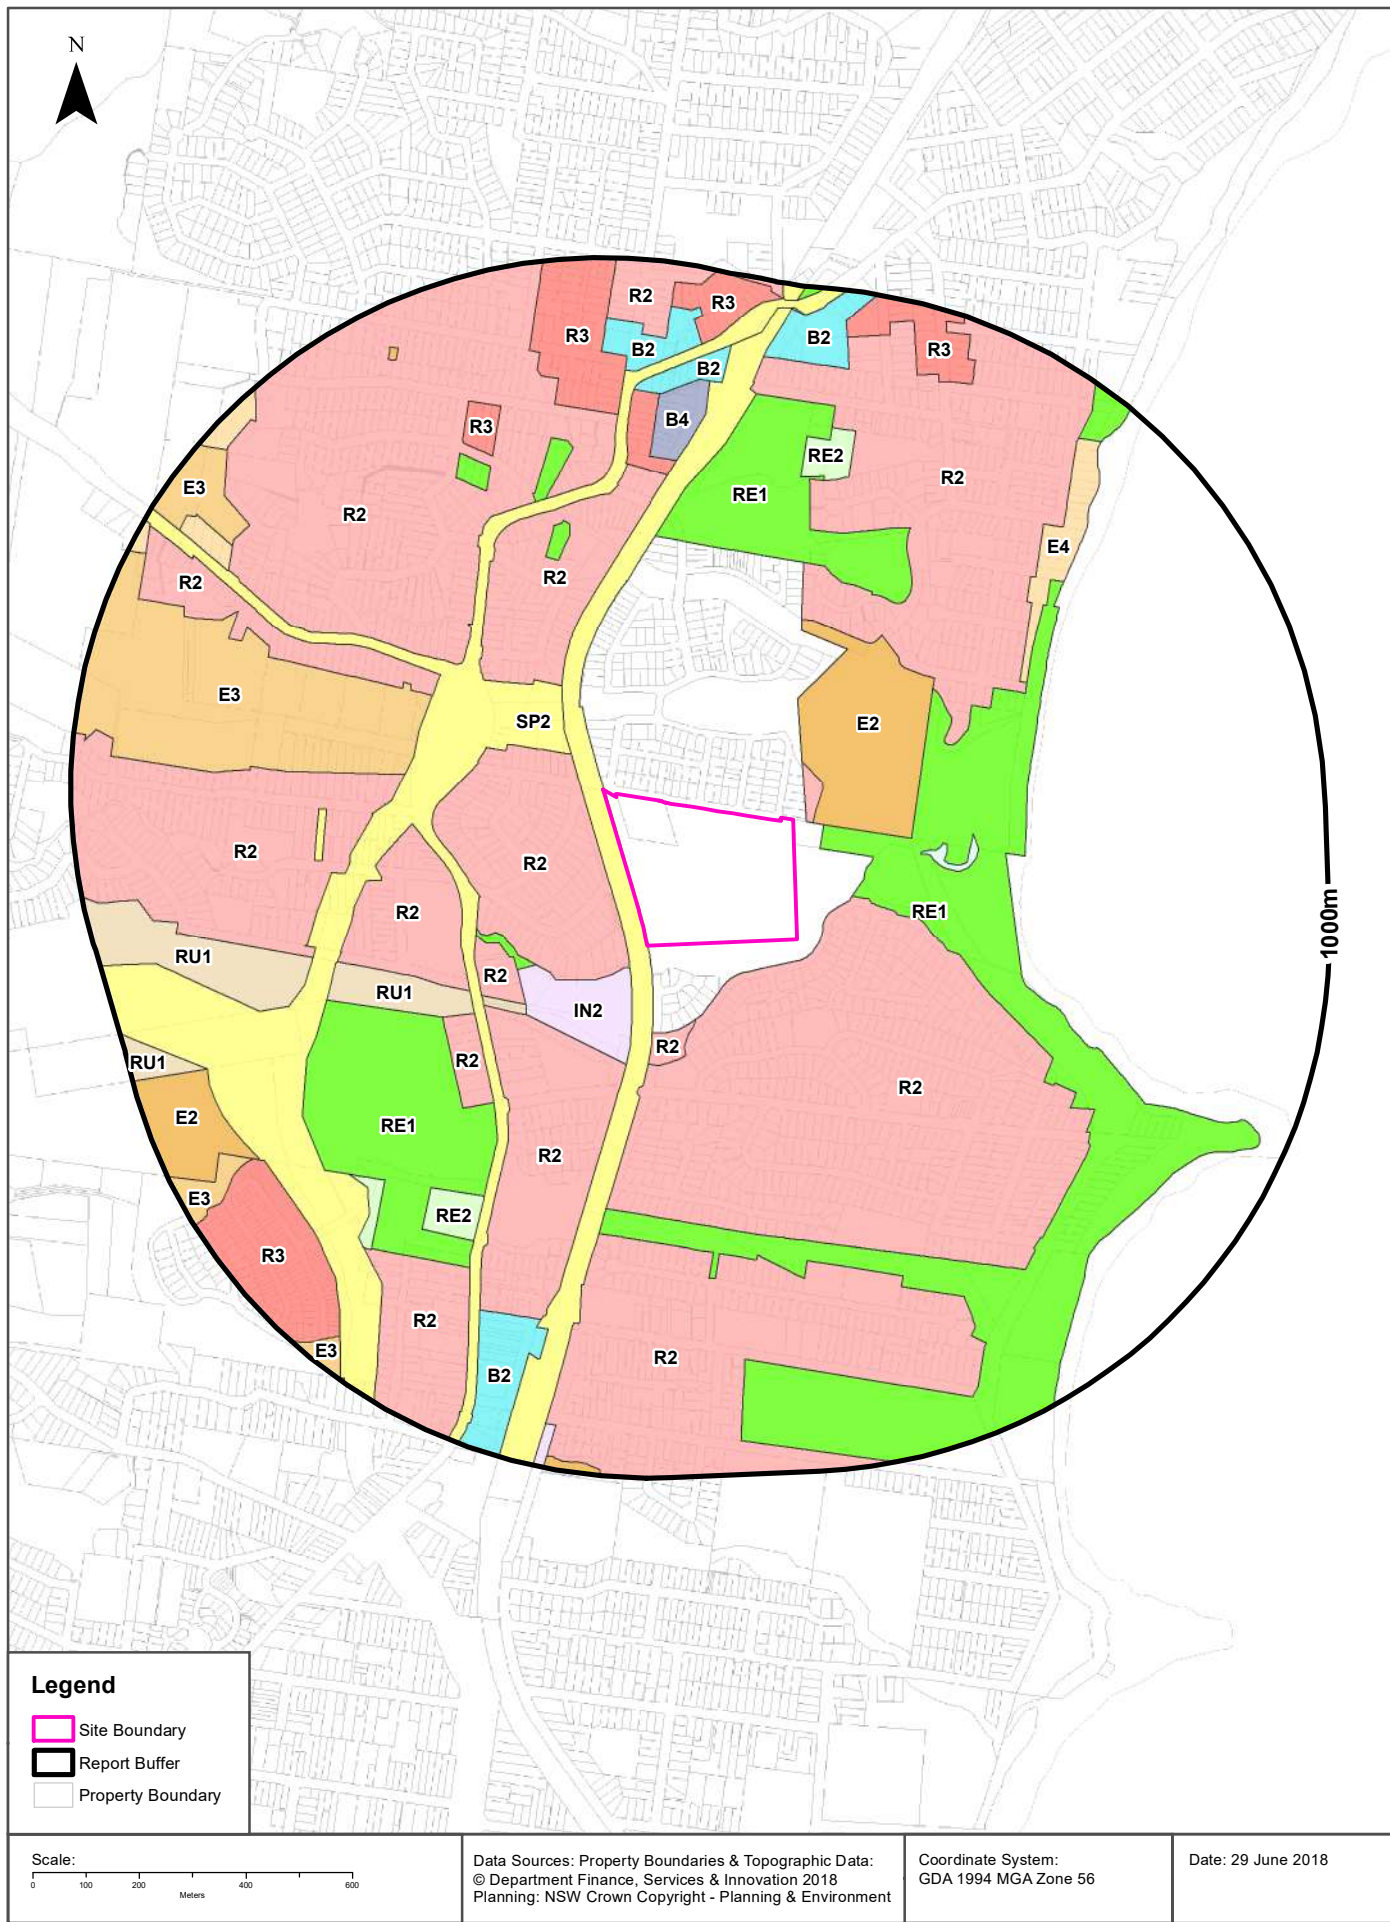 N
R2
R3
R3
B2
B2
R3
B2
B4
R3
RE2
R2
RE1
E3
R2
E4
R2
R2
E3
SP2
E2
R2
R2
R2
RE1
RU1
R2
RU1
IN2
1000m
R2
RU1
R2
R2
E2
RE1
R2
E3
RE2
R3
R2
E3
R2
B2
Legend
Site Boundary
Report Buffer
Property Boundary
Scale:
0 100 200 400 600
Meters
Data Sources: Property Boundaries & Topographic Data:
© Department Finance, Services & Innovation 2018
Planning: NSW Crown Copyright - Planning & Environment
Coordinate System:
GDA 1994 MGA Zone 56
Date: 29 June 2018